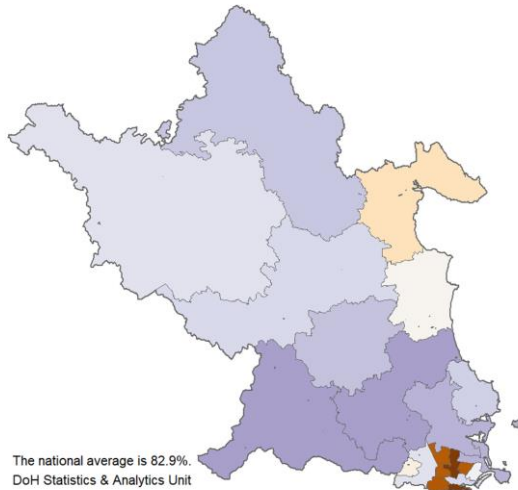 The national average is 82.9%.
DoH Statistics & Analytics Unit